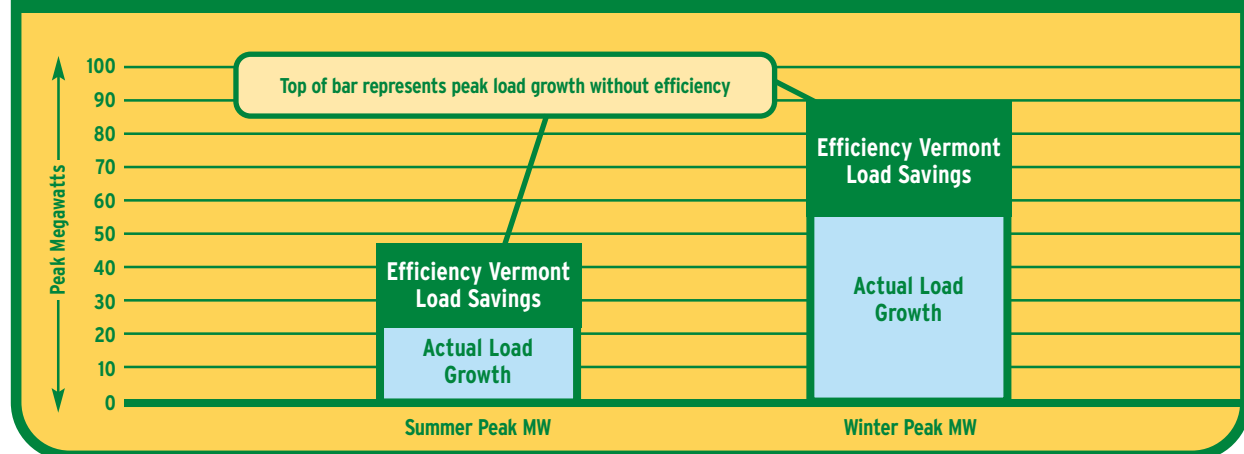 Top of bar represents peak load growth without efficiency
Peak Megawatts
100
90
80
70
60
50
40
30
20
10
0
Efficiency Vermont
Load Savings
Actual Load
Growth
Efficiency Vermont
Load Savings
Actual Load
Growth
Summer Peak MW
Winter Peak MW